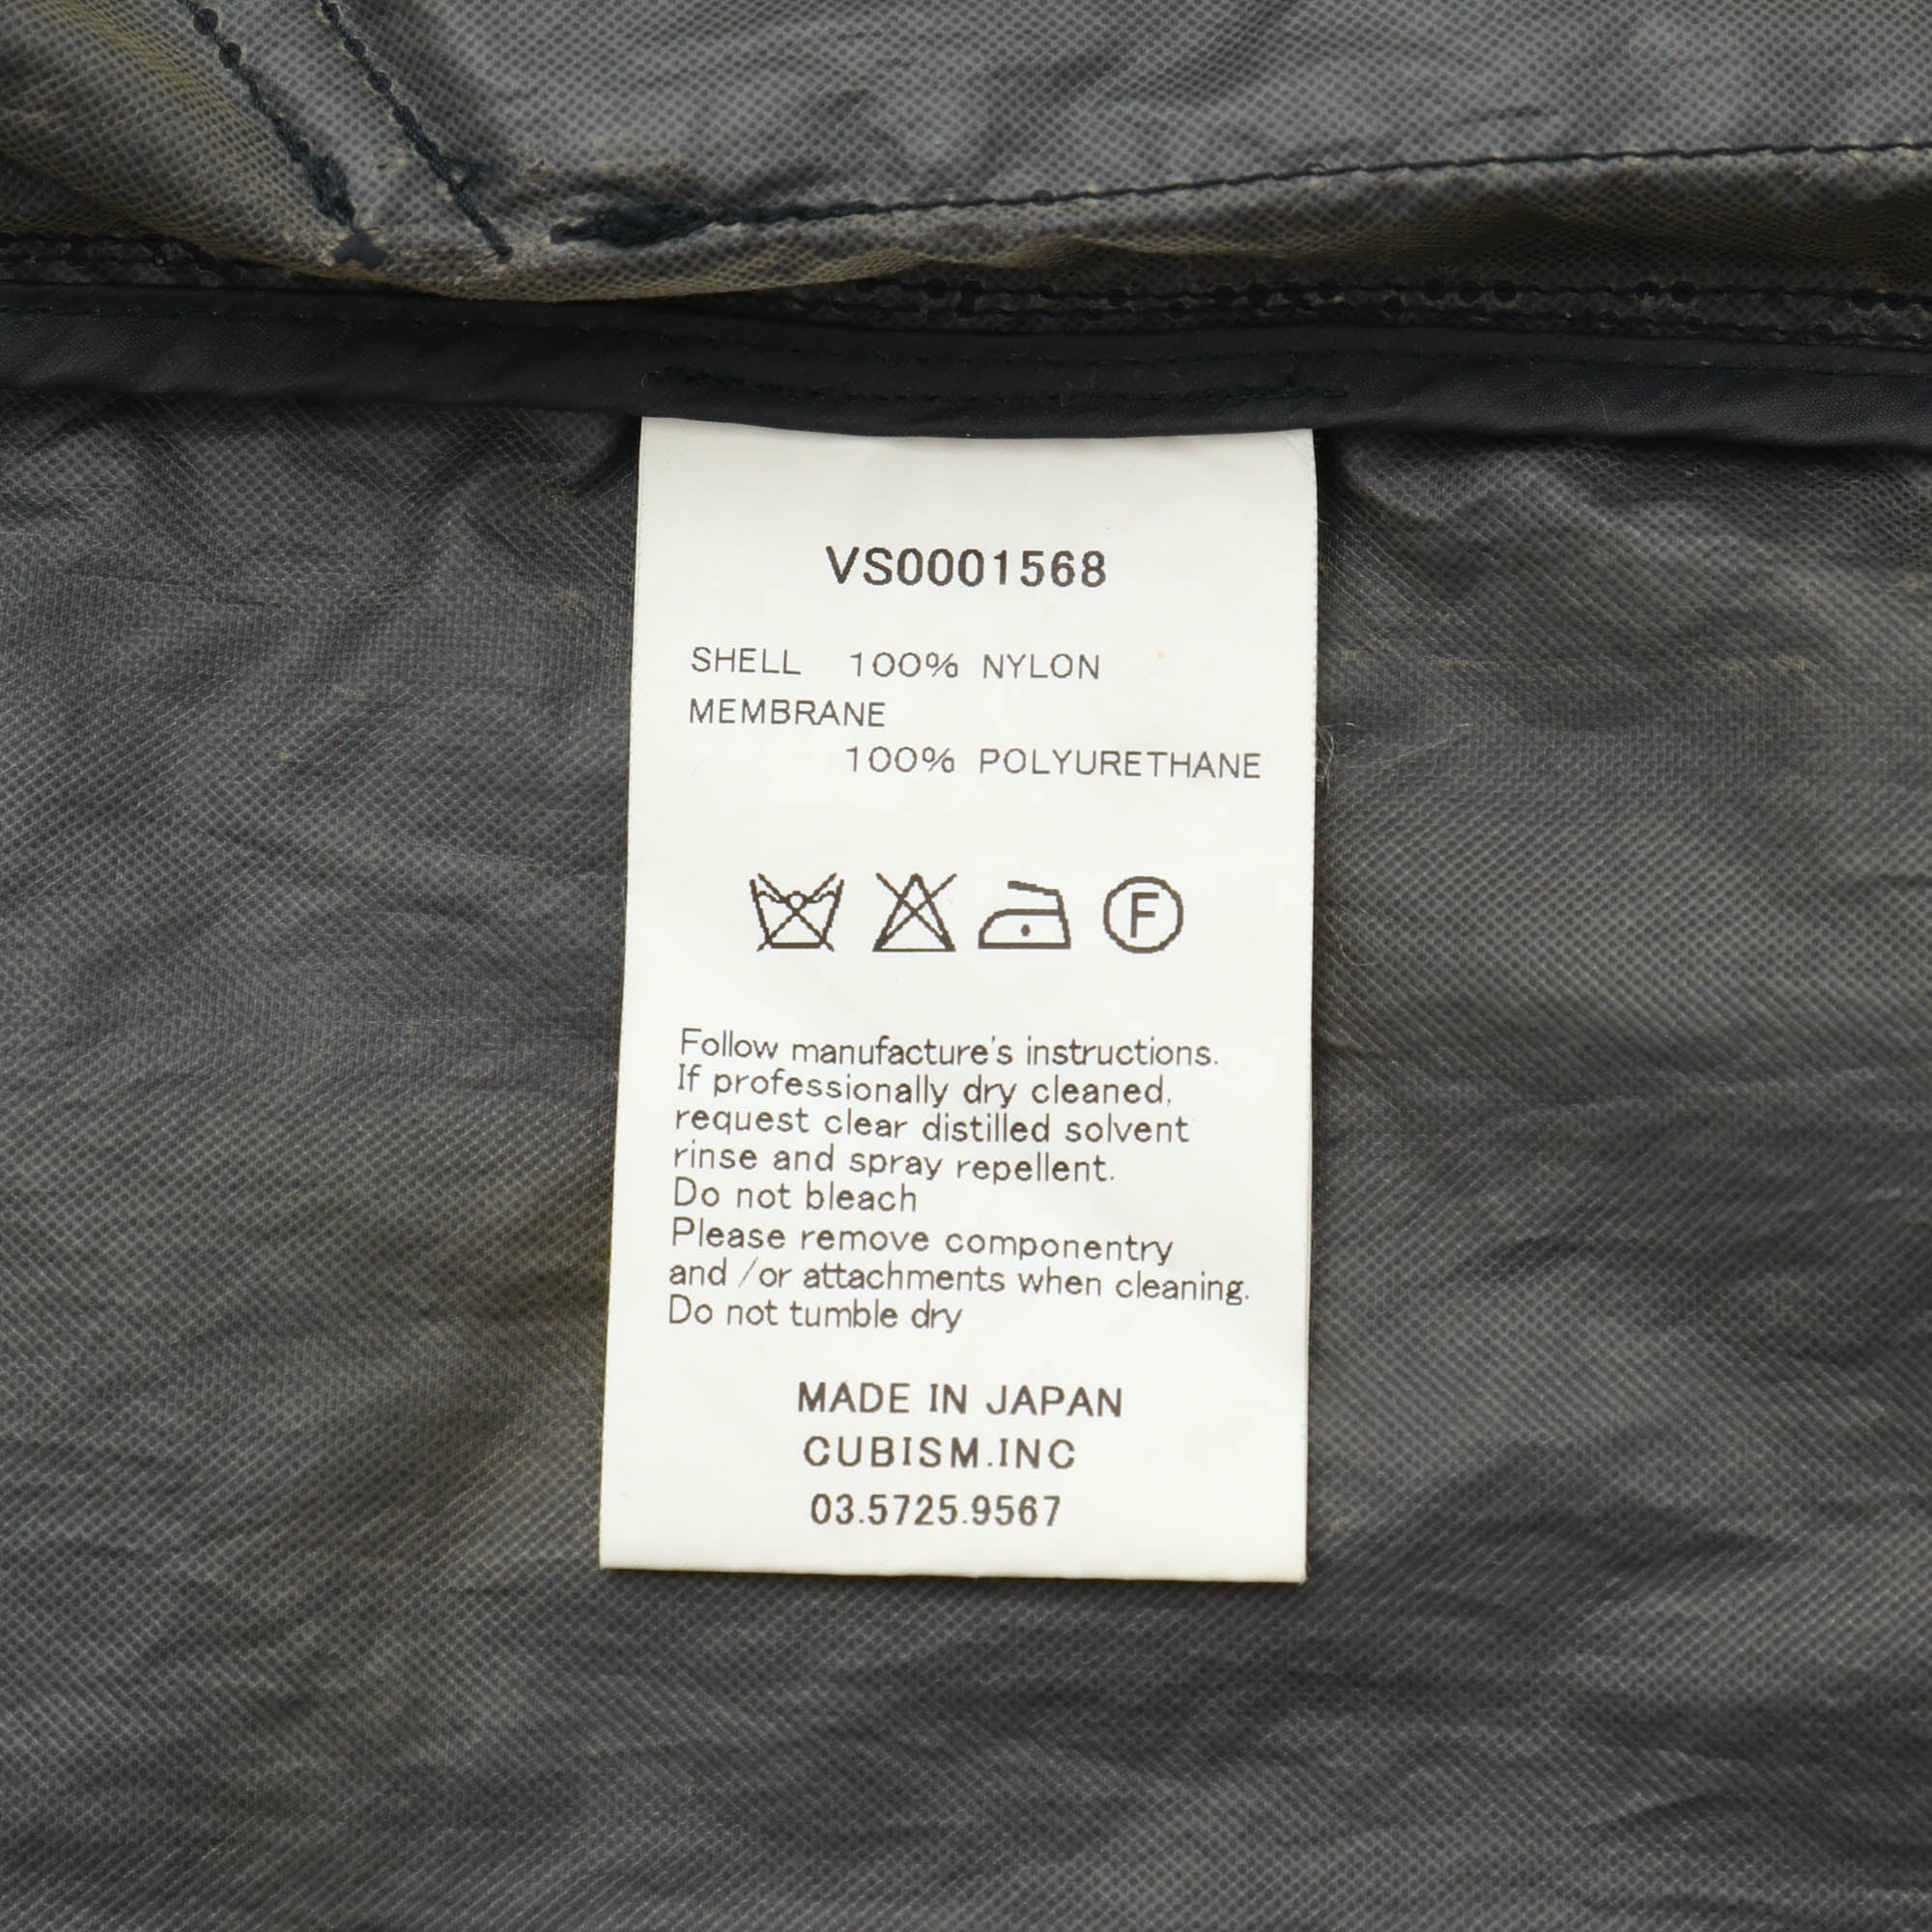 VS0001568
SHELL 100% NYLON
MEMBRANE
100% POLYURETHANE
F
Follow manufacture's instructions.
If professionally dry cleaned,
request clear distilled solvent
rinse and spray repellent.
Do not bleach
Please remove componentry
and /or attachments when cleaning.
Do not tumble dry
MADE IN JAPAN
CUBISM.INC
03.5725.9567